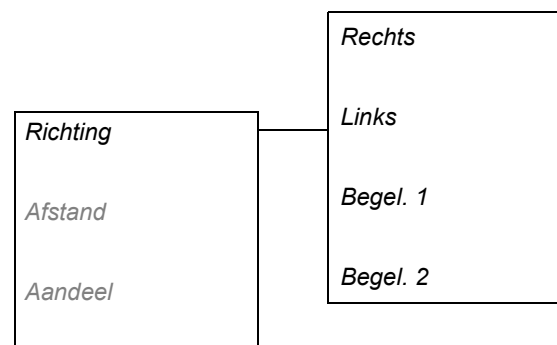 Richting
Afstand
Aandeel
Rechts
Links
Begel. 1
Begel. 2